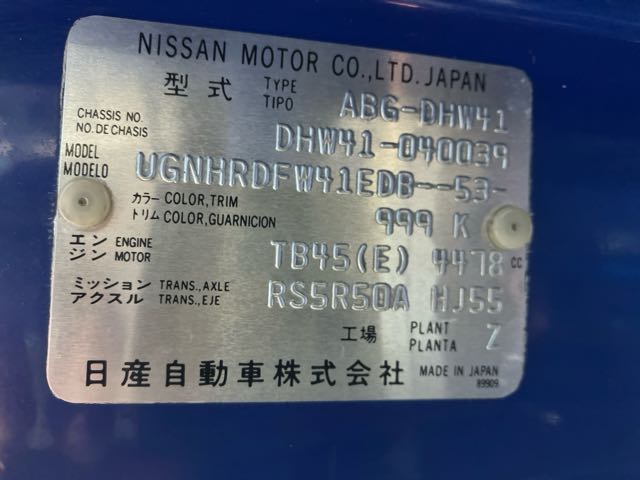 NISSAN MOTOR CO.,LTD. JAPAN
型式 TYPE TIPO ABG-DHW41
CHASSIS NO. NO. DE CHASIS DHW41-040039
MODEL MODELO UGNHRDFW41EDB--53-
カラー COLOR,TRIM トリム COLOR,GUARNICION 999 K
エンジン ENGINE MOTOR TB45(E) 4478 CC
ミッション TRANS.,AXLE アクスル TRANS.,EJE RS5R50A HJ55
工場 PLANT PLANTA Z
日産自動車株式会社 MADE IN JAPAN
89909